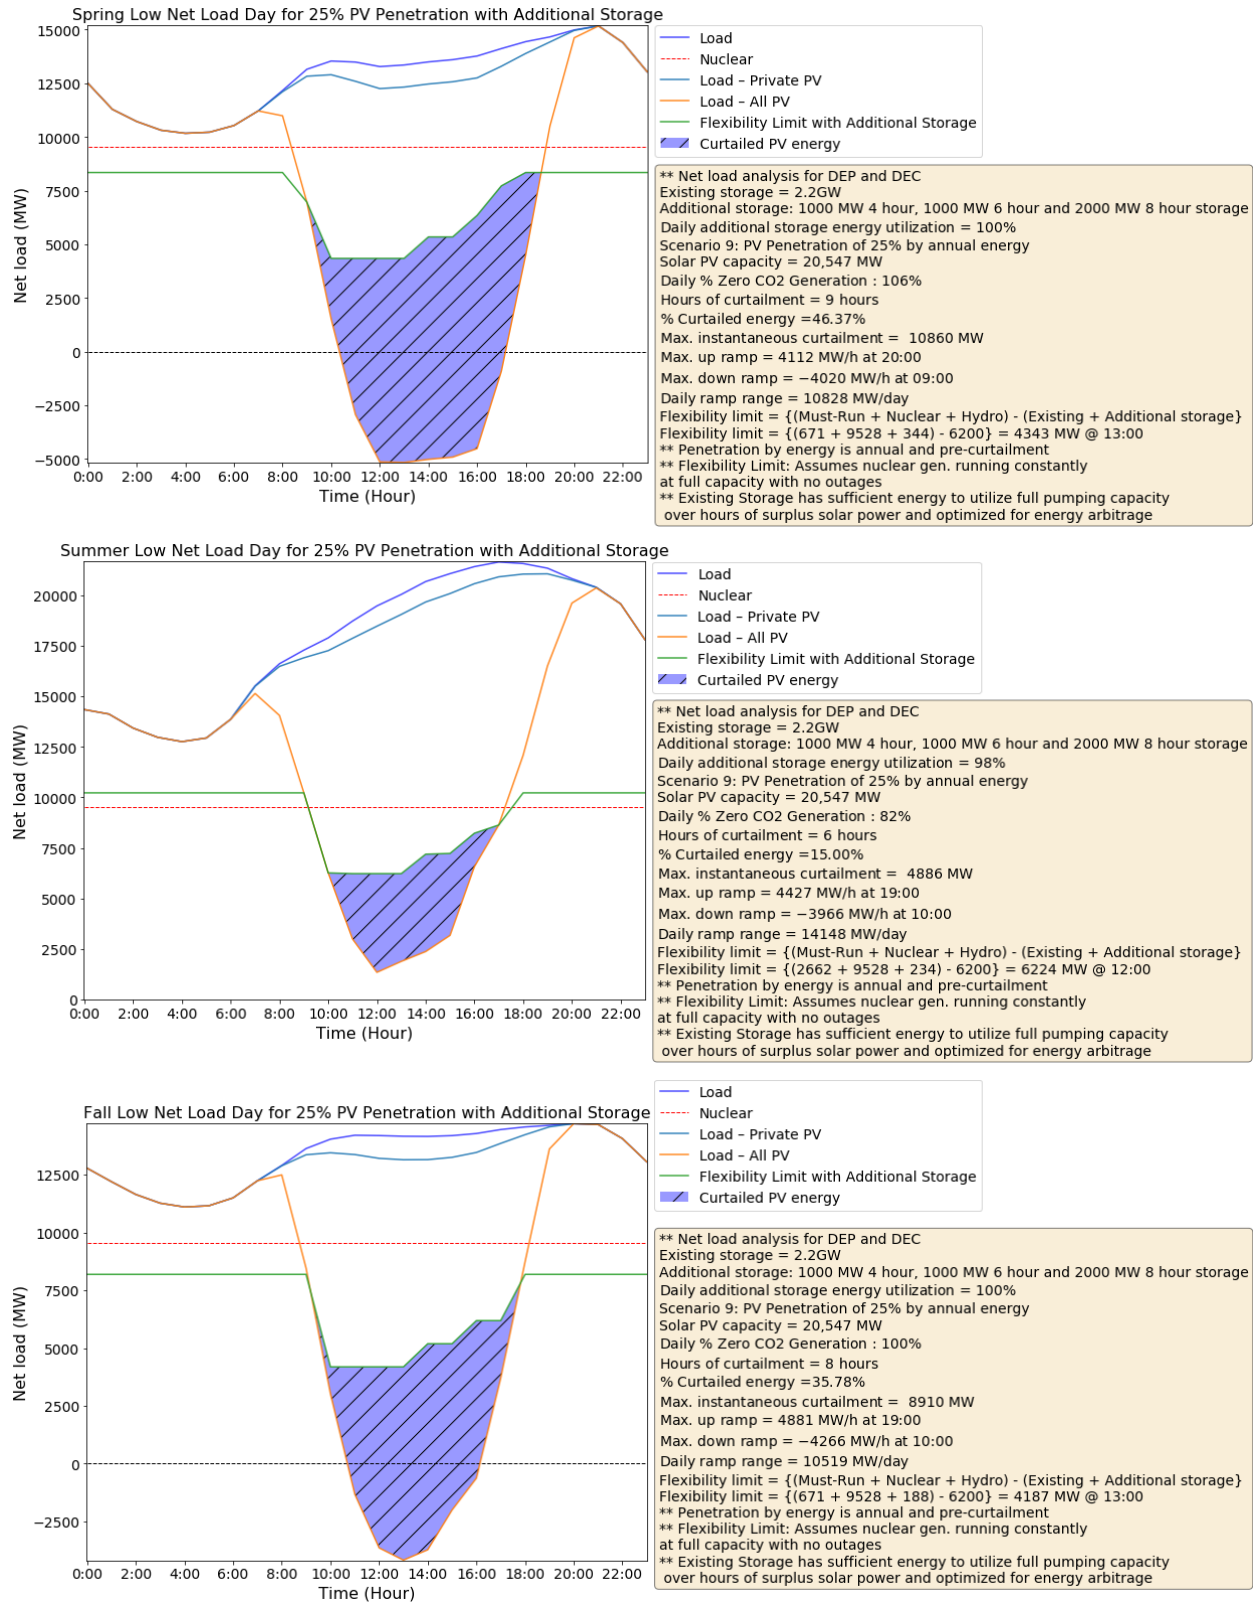 Spring Low Net Load Day for 25% PV Penetration with Additional Storage
15000
12500
10000
7500
5000
2500
0
−2500
−5000
Net load (MW)
0:00 2:00 4:00 6:00 8:00 10:00 12:00 14:00 16:00 18:00 20:00 22:00
Time (Hour)
Load
Nuclear
Load – Private PV
Load – All PV
Flexibility Limit with Additional Storage
Curtailed PV energy
** Net load analysis for DEP and DEC
Existing storage = 2.2GW
Additional storage: 1000 MW 4 hour, 1000 MW 6 hour and 2000 MW 8 hour storage
Daily additional storage energy utilization = 100%
Scenario 9: PV Penetration of 25% by annual energy
Solar PV capacity = 20,547 MW
Daily % Zero CO2 Generation : 106%
Hours of curtailment = 9 hours
% Curtailed energy =46.37%
Max. instantaneous curtailment = 10860 MW
Max. up ramp = 4112 MW/h at 20:00
Max. down ramp = −4020 MW/h at 09:00
Daily ramp range = 10828 MW/day
Flexibility limit = {(Must-Run + Nuclear + Hydro) - (Existing + Additional storage}
Flexibility limit = {(671 + 9528 + 344) - 6200} = 4343 MW @ 13:00
** Penetration by energy is annual and pre-curtailment
** Flexibility Limit: Assumes nuclear gen. running constantly
at full capacity with no outages
** Existing Storage has sufficient energy to utilize full pumping capacity
over hours of surplus solar power and optimized for energy arbitrage
Summer Low Net Load Day for 25% PV Penetration with Additional Storage
20000
17500
15000
12500
10000
7500
5000
2500
0
Net load (MW)
0:00 2:00 4:00 6:00 8:00 10:00 12:00 14:00 16:00 18:00 20:00 22:00
Time (Hour)
Load
Nuclear
Load – Private PV
Load – All PV
Flexibility Limit with Additional Storage
Curtailed PV energy
** Net load analysis for DEP and DEC
Existing storage = 2.2GW
Additional storage: 1000 MW 4 hour, 1000 MW 6 hour and 2000 MW 8 hour storage
Daily additional storage energy utilization = 98%
Scenario 9: PV Penetration of 25% by annual energy
Solar PV capacity = 20,547 MW
Daily % Zero CO2 Generation : 82%
Hours of curtailment = 6 hours
% Curtailed energy =15.00%
Max. instantaneous curtailment = 4886 MW
Max. up ramp = 4427 MW/h at 19:00
Max. down ramp = −3966 MW/h at 10:00
Daily ramp range = 14148 MW/day
Flexibility limit = {(Must-Run + Nuclear + Hydro) - (Existing + Additional storage}
Flexibility limit = {(2662 + 9528 + 234) - 6200} = 6224 MW @ 12:00
** Penetration by energy is annual and pre-curtailment
** Flexibility Limit: Assumes nuclear gen. running constantly
at full capacity with no outages
** Existing Storage has sufficient energy to utilize full pumping capacity
over hours of surplus solar power and optimized for energy arbitrage
Fall Low Net Load Day for 25% PV Penetration with Additional Storage
12500
10000
7500
5000
2500
0
−2500
Net load (MW)
0:00 2:00 4:00 6:00 8:00 10:00 12:00 14:00 16:00 18:00 20:00 22:00
Time (Hour)
Load
Nuclear
Load – Private PV
Load – All PV
Flexibility Limit with Additional Storage
Curtailed PV energy
** Net load analysis for DEP and DEC
Existing storage = 2.2GW
Additional storage: 1000 MW 4 hour, 1000 MW 6 hour and 2000 MW 8 hour storage
Daily additional storage energy utilization = 100%
Scenario 9: PV Penetration of 25% by annual energy
Solar PV capacity = 20,547 MW
Daily % Zero CO2 Generation : 100%
Hours of curtailment = 8 hours
% Curtailed energy =35.78%
Max. instantaneous curtailment = 8910 MW
Max. up ramp = 4881 MW/h at 19:00
Max. down ramp = −4266 MW/h at 10:00
Daily ramp range = 10519 MW/day
Flexibility limit = {(Must-Run + Nuclear + Hydro) - (Existing + Additional storage}
Flexibility limit = {(671 + 9528 + 188) - 6200} = 4187 MW @ 13:00
** Penetration by energy is annual and pre-curtailment
** Flexibility Limit: Assumes nuclear gen. running constantly
at full capacity with no outages
** Existing Storage has sufficient energy to utilize full pumping capacity
over hours of surplus solar power and optimized for energy arbitrage